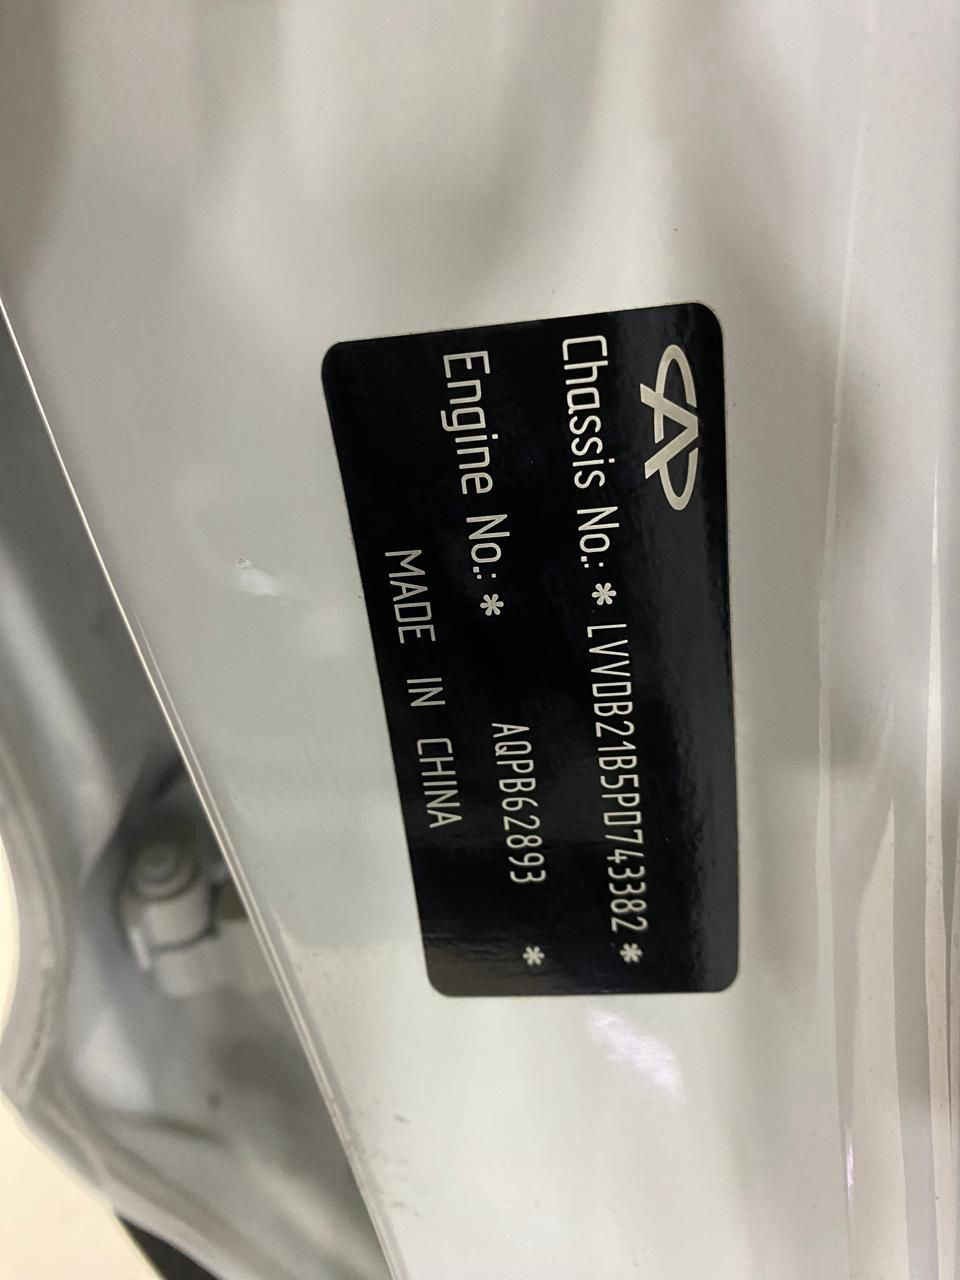 Chassis No.: *LVVDB21B5PD743382*
Engine No.: * AQPB62893 *
MADE IN CHINA